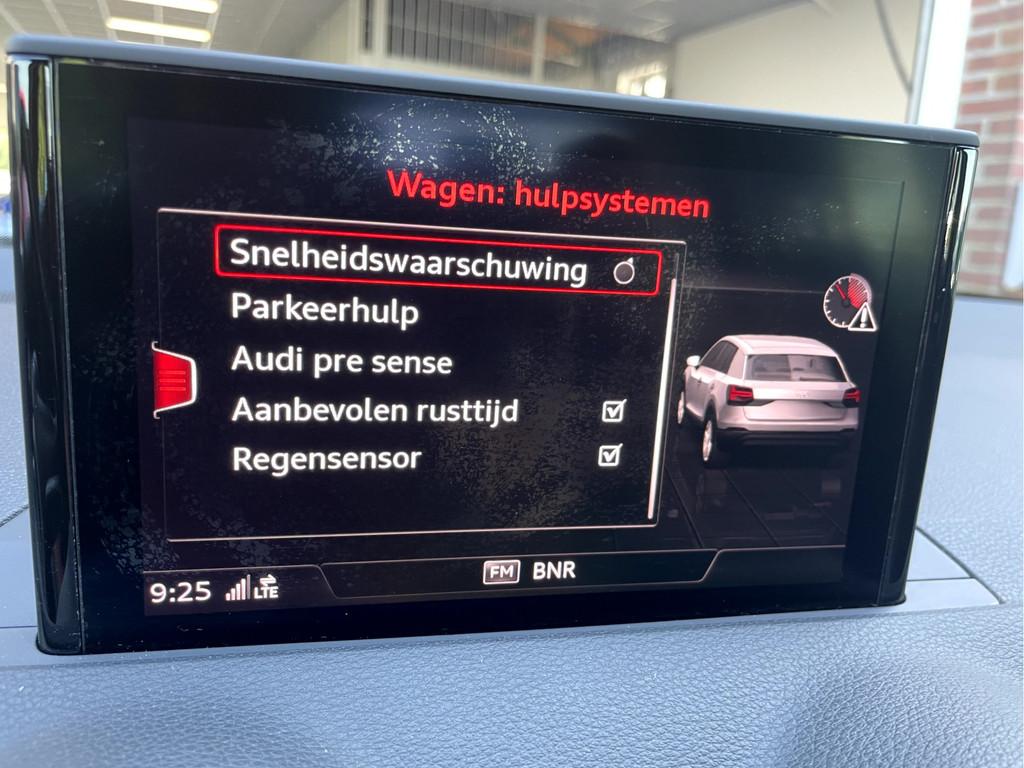 Wagen: hulpsystemen
Snelheidswaarschuwing
Parkeerhulp
Audi pre sense
Aanbevolen rusttijd
Regensensor
9:25 LTE FM BNR